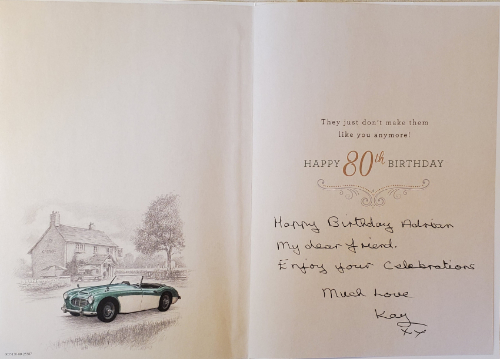 They just don't make them
like you anymore!
HAPPY 80th BIRTHDAY
Happy Birthday Adrian
My dear friend.
Enjoy your Celebrations
Much Love
Kay
xx